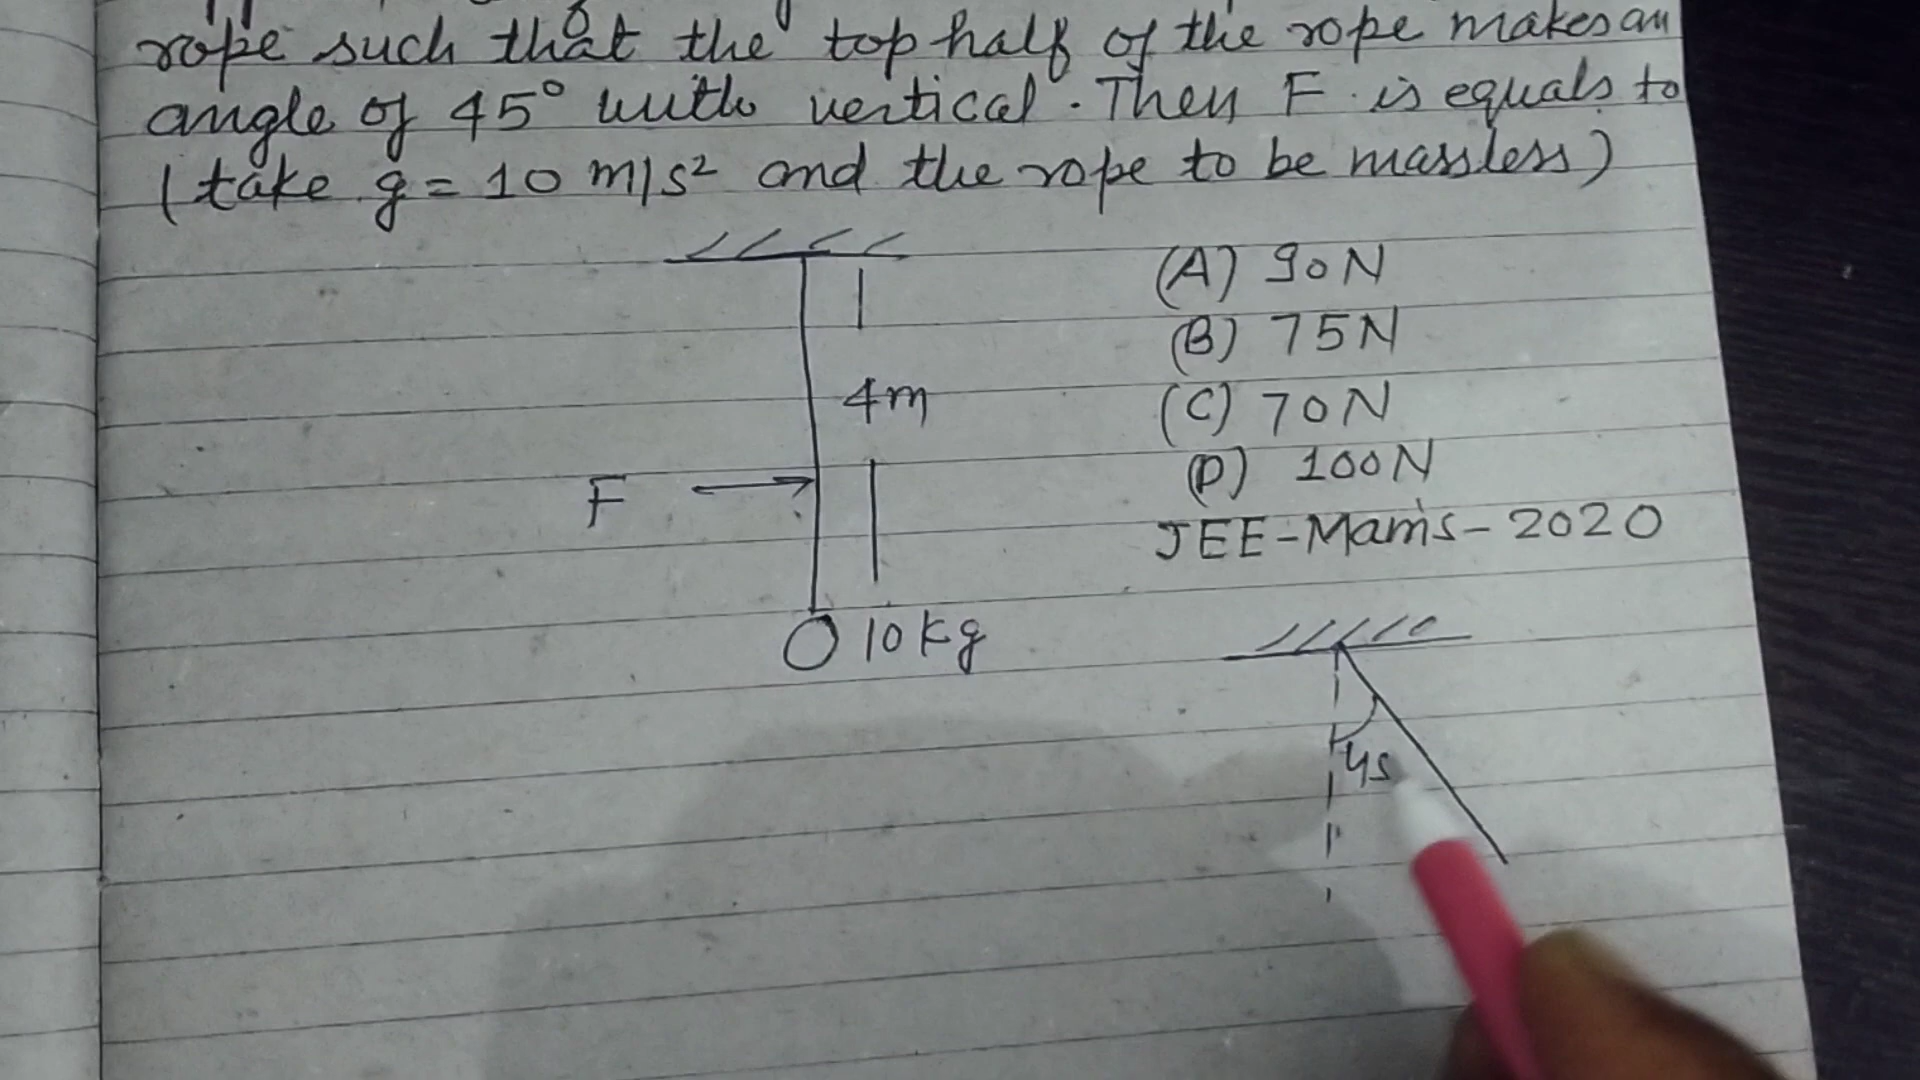 rope such that the top half of the rope makes an
angle of 45° with vertical. Then F is equals to
(take g = 10 m/s² and the rope to be massless)
(A) 90N
(B) 75N
4m
(C) 70N
(D) 100N
F
JEE-Mains-2020
10kg
45